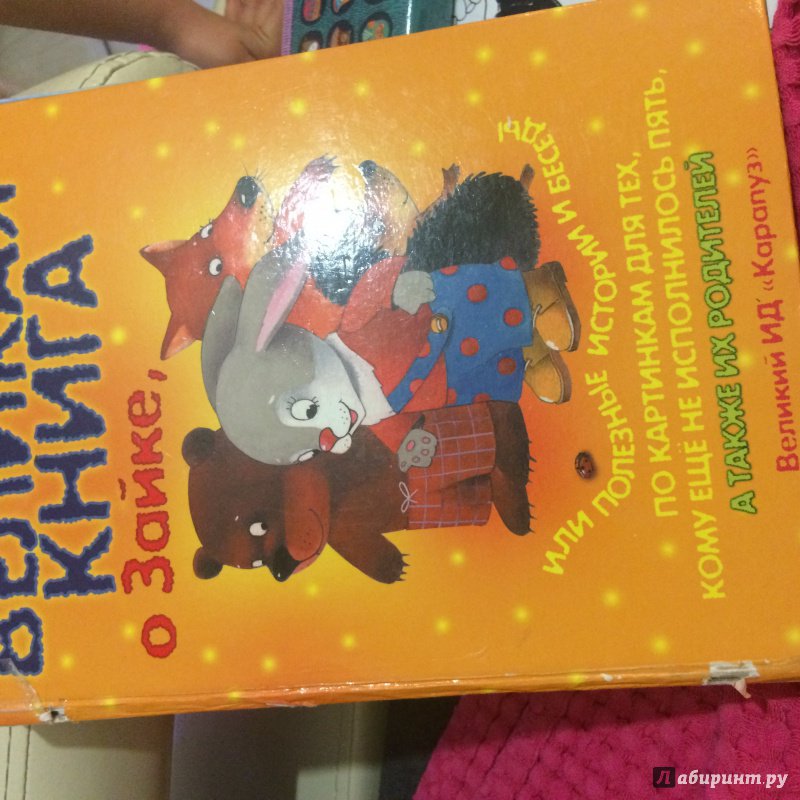 ВЕЛИКАЯ
КНИГА
о Зайке,
ИЛИ ПОЛЕЗНЫЕ ИСТОРИИ И БЕСЕДЫ
ПО КАРТИНКАМ ДЛЯ ТЕХ,
КОМУ ЕЩЁ НЕ ИСПОЛНИЛОСЬ ПЯТЬ,
А ТАКЖЕ ИХ РОДИТЕЛЕЙ
Великий ИД "Карапуз"
Лабиринт.ру